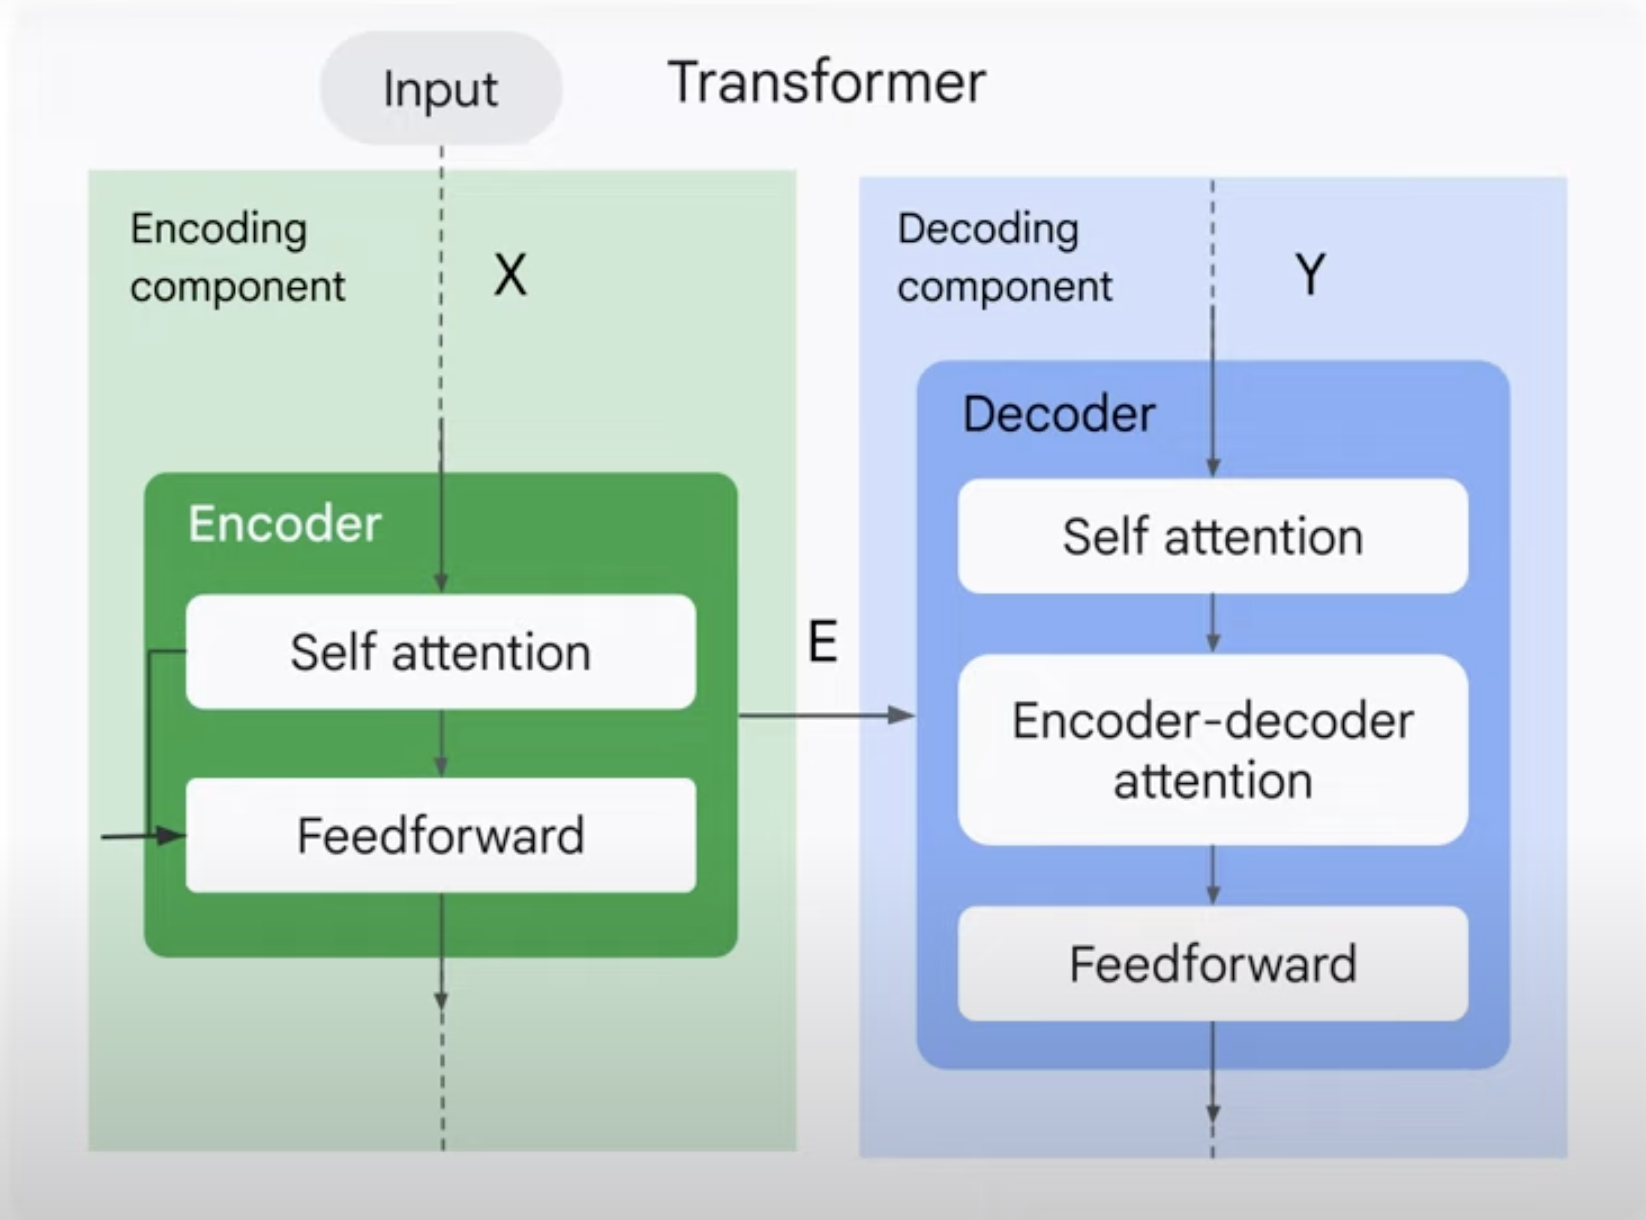 Input
Transformer
Encoding
component
X
Encoder
Self attention
Feedforward
E
Decoding
component
Y
Decoder
Self attention
Encoder-decoder
attention
Feedforward